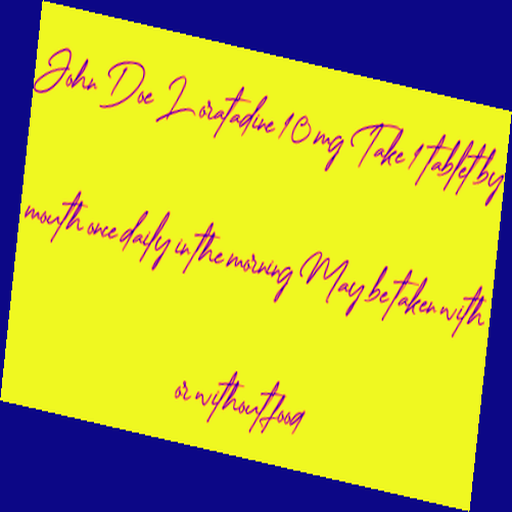 John Doe Loratadine 10 mg Take 1 tablet by
mouth once daily in the morning May be taken with
or without food